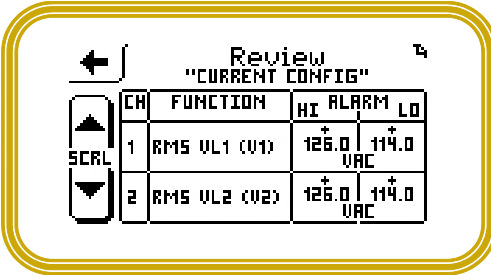 Review
"CURRENT CONFIG"
CH FUNCTION HI ALARM LO
1 RMS VL1 (V1) +126.0 +114.0 VAC
SCRL
2 RMS VL2 (V2) +126.0 +114.0 VAC